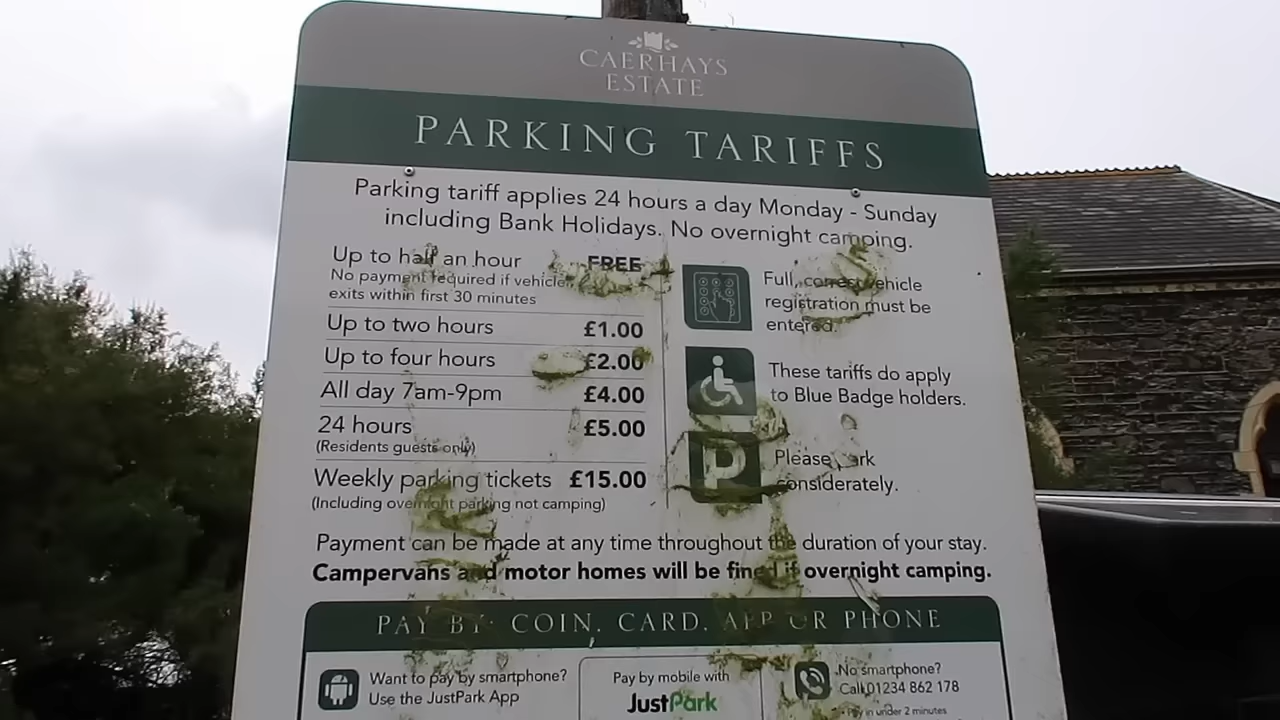 CAERHAYS
ESTATE
PARKING TARIFFS
Parking tariff applies 24 hours a day Monday - Sunday
including Bank Holidays. No overnight camping.
Up to half an hour FREE
No payment required if vehicle
exits within first 30 minutes
Up to two hours £1.00
Up to four hours £2.00
All day 7am-9pm £4.00
24 hours £5.00
(Residents guests only)
Weekly parking tickets £15.00
(Including overnight parking not camping)
Full, correct vehicle
registration must be
entered.
These tariffs do apply
to Blue Badge holders.
P
Please park
considerately.
Payment can be made at any time throughout the duration of your stay.
Campervans and motor homes will be fined if overnight camping.
PAY BY: COIN, CARD, APP OR PHONE
Want to pay by smartphone?
Use the JustPark App
Pay by mobile with
JustPark
No smartphone?
Call 01234 862 178
Pay in under 2 minutes